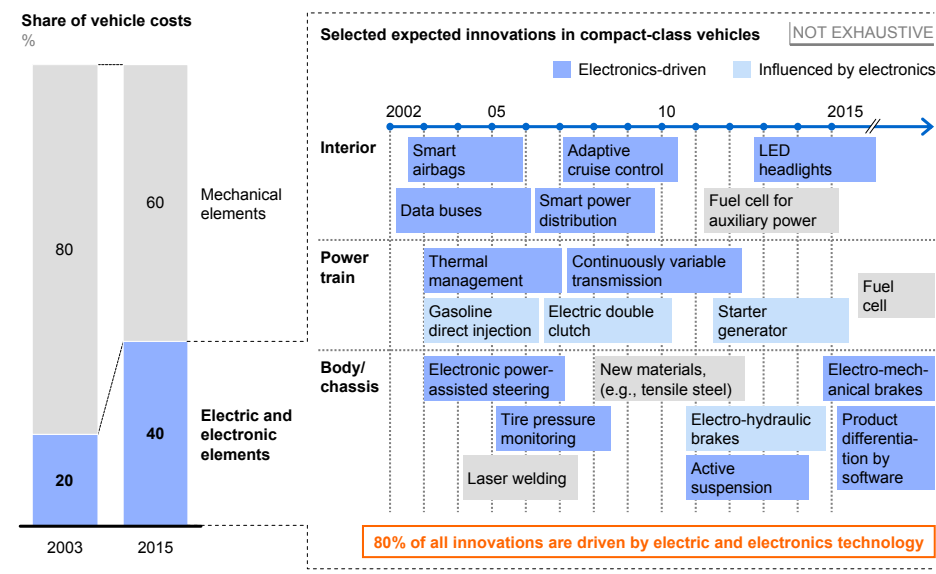 Share of vehicle costs
%
80
20
2003
60
40
2015
Mechanical
elements
Electric and
electronic
elements
Selected expected innovations in compact-class vehicles
NOT EXHAUSTIVE
Electronics-driven
Influenced by electronics
2002
05
10
2015
Interior
Smart
airbags
Adaptive
cruise control
LED
headlights
Data buses
Smart power
distribution
Fuel cell for
auxiliary power
Power
train
Thermal
management
Continuously variable
transmission
Fuel
cell
Gasoline
direct injection
Electric double
clutch
Starter
generator
Body/
chassis
Electronic power-
assisted steering
New materials,
(e.g., tensile steel)
Electro-mech-
anical brakes
Tire pressure
monitoring
Electro-hydraulic
brakes
Product
differentia-
tion by
software
Laser welding
Active
suspension
80% of all innovations are driven by electric and electronics technology